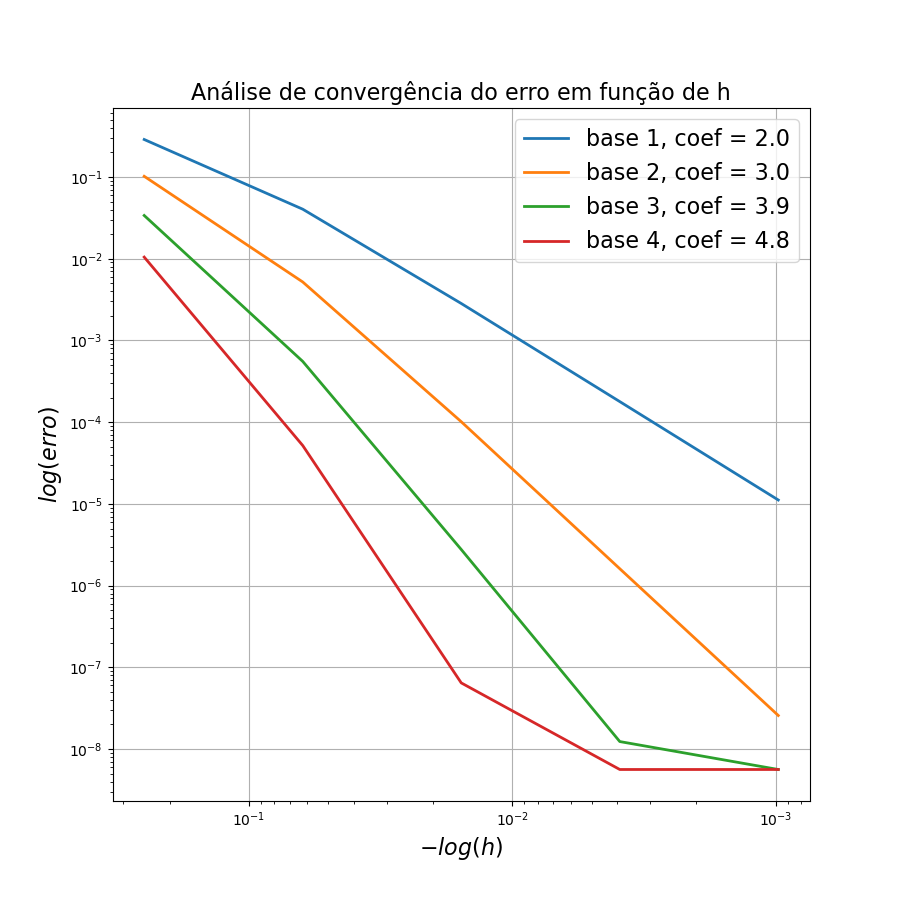 Análise de convergência do erro em função de h
base 1, coef = 2.0
base 2, coef = 3.0
base 3, coef = 3.9
base 4, coef = 4.8
log(erro)
10⁻¹
10⁻²
10⁻³
10⁻⁴
10⁻⁵
10⁻⁶
10⁻⁷
10⁻⁸
10⁻¹ 10⁻² 10⁻³
−log(h)